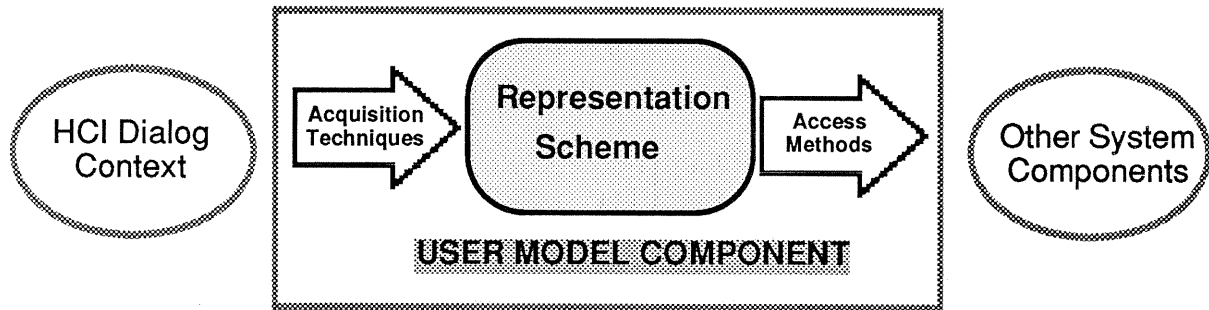 HCI Dialog
Context
Acquisition
Techniques
Representation
Scheme
Access
Methods
Other System
Components
USER MODEL COMPONENT